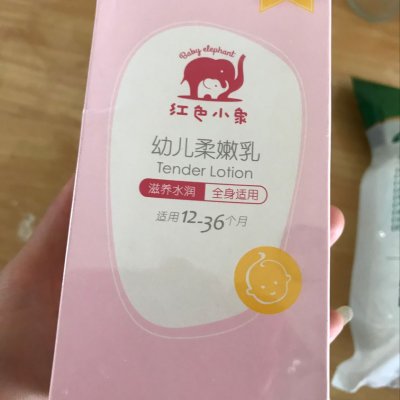 Baby elephant
红色小象
幼儿柔嫩乳
Tender Lotion
滋养水润 全身适用
适用12-36个月